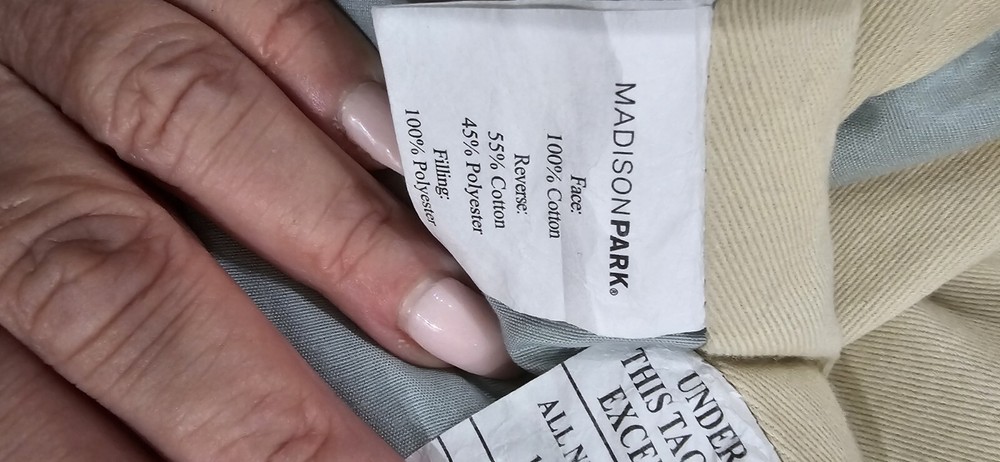 MADISONPARK®
Face:
100% Cotton
Reverse:
55% Cotton
45% Polyester
Filling:
100% Polyester
UNDER
THIS TAG
EXCE
ALL N